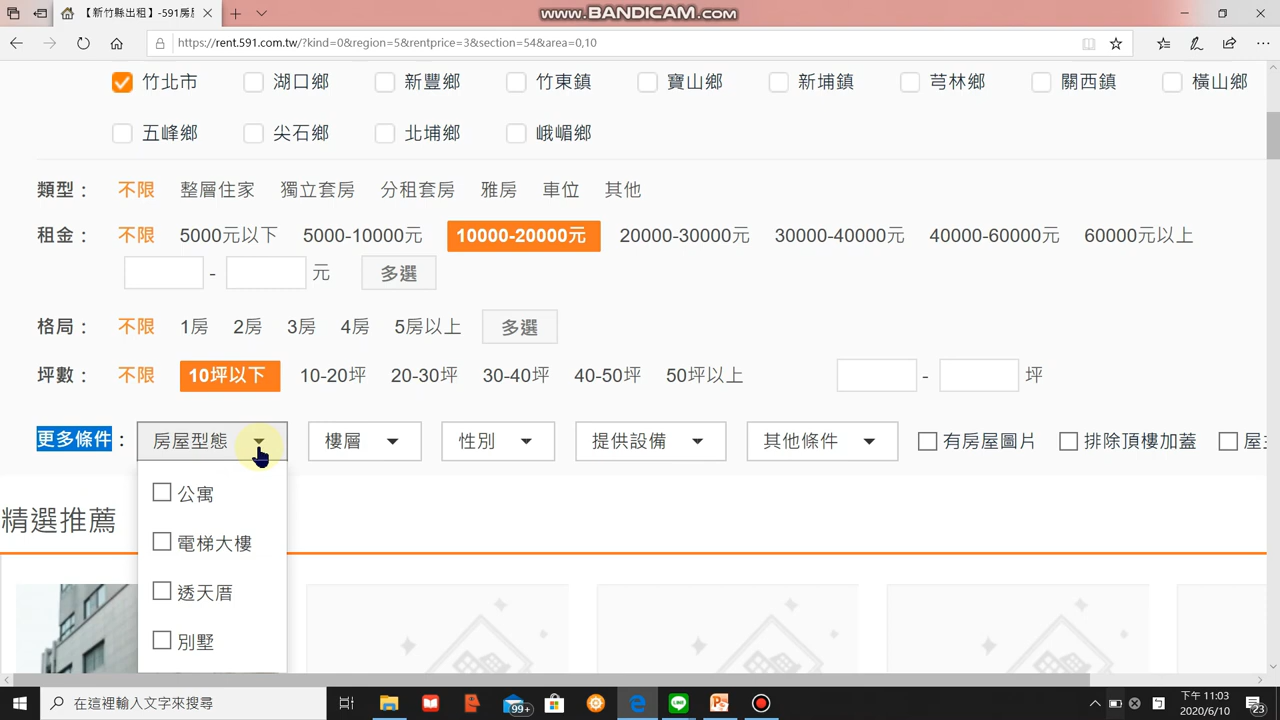 www.BANDICAM.com
【新竹縣出租】-591房屋
https://rent.591.com.tw/?kind=0&region=5&rentprice=3&section=54&area=0,10
竹北市 湖口鄉 新豐鄉 竹東鎮 寶山鄉 新埔鎮 芎林鄉 關西鎮 橫山鄉
五峰鄉 尖石鄉 北埔鄉 峨嵋鄉
類型： 不限 整層住家 獨立套房 分租套房 雅房 車位 其他
租金： 不限 5000元以下 5000-10000元 10000-20000元 20000-30000元 30000-40000元 40000-60000元 60000元以上
- 元 多選
格局： 不限 1房 2房 3房 4房 5房以上 多選
坪數： 不限 10坪以下 10-20坪 20-30坪 30-40坪 40-50坪 50坪以上 - 坪
更多條件： 房屋型態 樓層 性別 提供設備 其他條件 有房屋圖片 排除頂樓加蓋 屋主
公寓
精選推薦
電梯大樓
透天厝
別墅
在這裡輸入文字來搜尋
99+
下午 11:03
2020/6/10
23